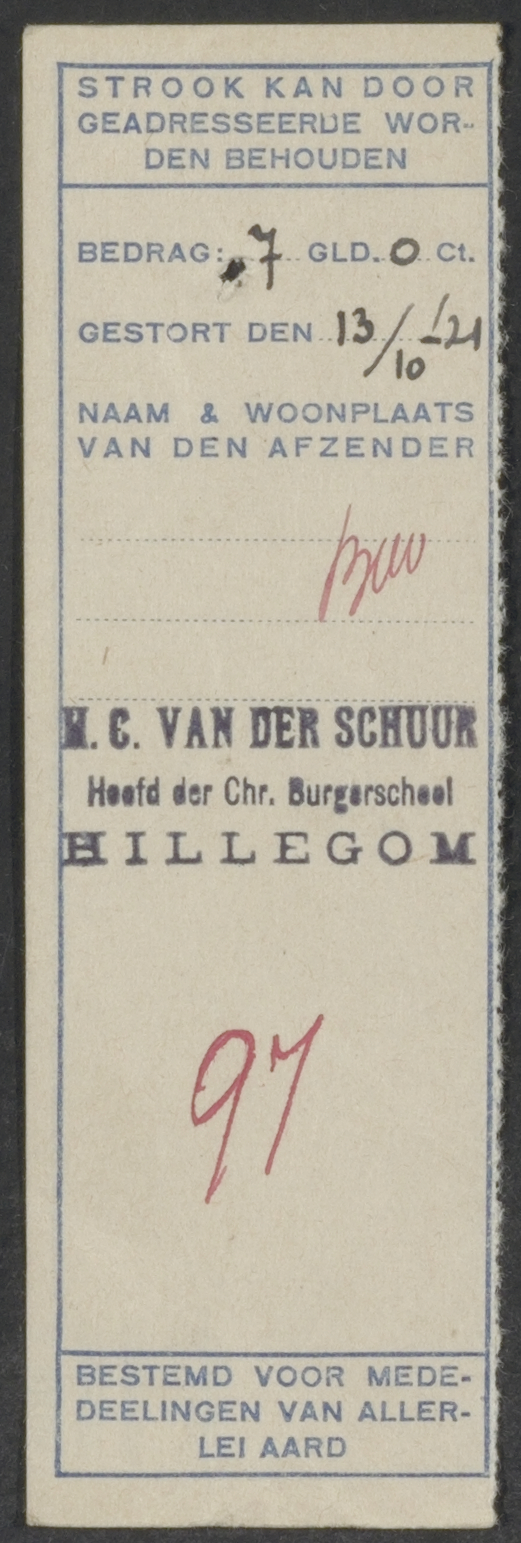 STROOK KAN DOOR
GEADRESSEERDE WOR-
DEN BEHOUDEN
BEDRAG: 7 GLD. 0 Ct.
GESTORT DEN 13/10-'21
NAAM & WOONPLAATS
VAN DEN AFZENDER
C. VAN DER SCHUUR
Hoofd der Chr. Burgerschool
HILLEGOM
97
BESTEMD VOOR MEDE-
DEELINGEN VAN ALLER-
LEI AARD